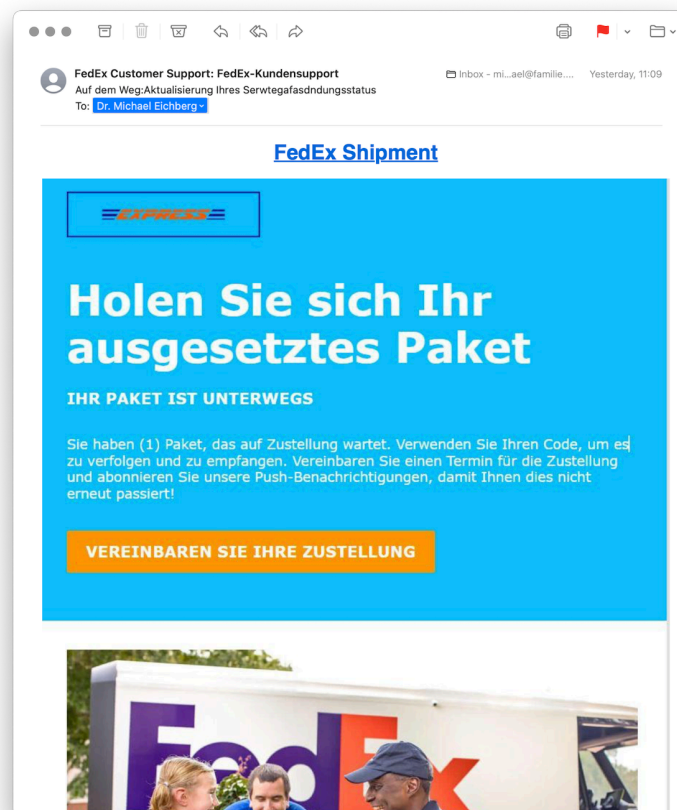 FedEx Customer Support: FedEx-Kundensupport
Inbox - mi...ael@familie.... Yesterday, 11:09
Auf dem Weg:Aktualisierung Ihres Serwtegafasdndungsstatus
To: Dr. Michael Eichberg
FedEx Shipment
EXPRESS
Holen Sie sich Ihr
ausgesetztes Paket
IHR PAKET IST UNTERWEGS
Sie haben (1) Paket, das auf Zustellung wartet. Verwenden Sie Ihren Code, um es
zu verfolgen und zu empfangen. Vereinbaren Sie einen Termin für die Zustellung
und abonnieren Sie unsere Push-Benachrichtigungen, damit Ihnen dies nicht
erneut passiert!
VEREINBAREN SIE IHRE ZUSTELLUNG
FedEx